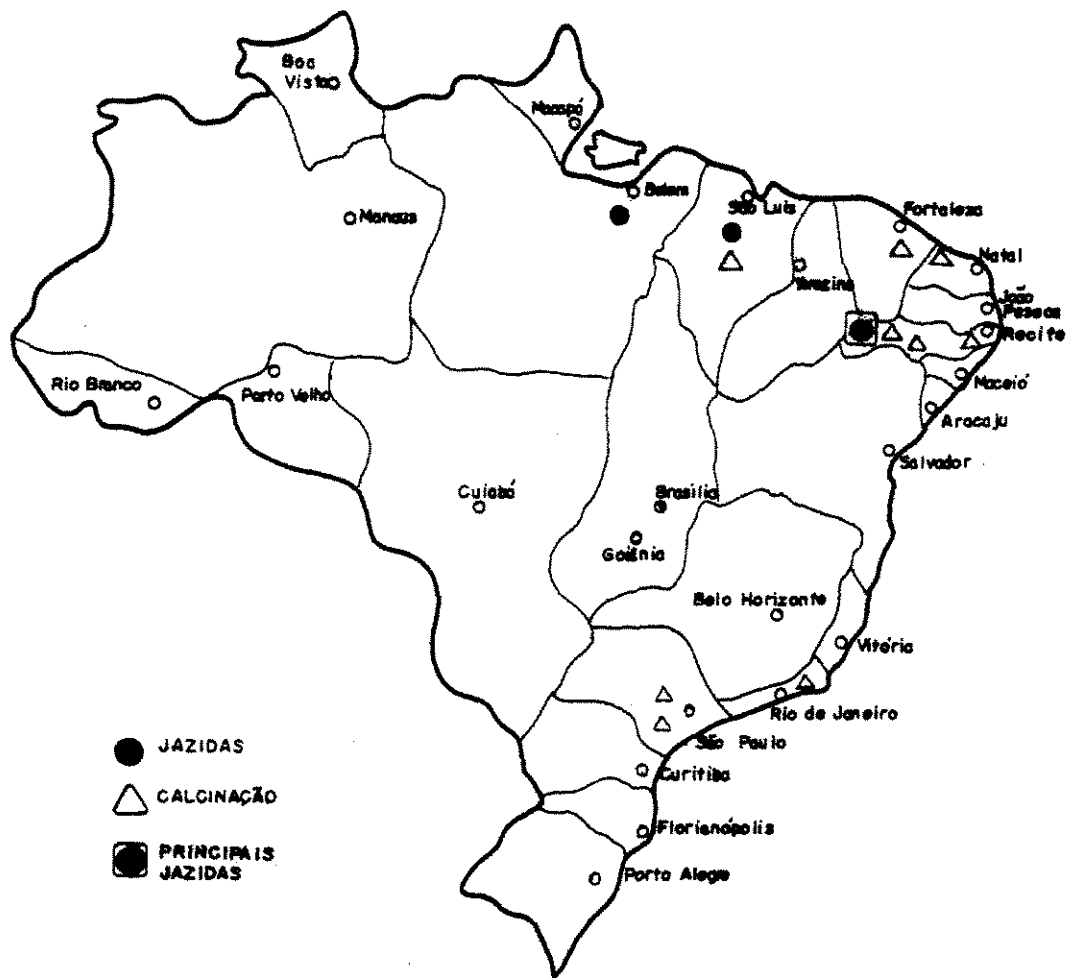 Boa
Vista
Macapá
Belem
São Luis
Fortaleza
Manaus
Natal
Teresina
João
Pessoa
Recife
Rio Branco
Porto Velho
Maceió
Aracaju
Salvador
Cuiabá
Brasília
Goiânia
Belo Horizonte
Vitória
Rio de Janeiro
São Paulo
JAZIDAS
Curitiba
CALCINAÇÃO
Florianópolis
PRINCIPAIS
JAZIDAS
Porto Alegre